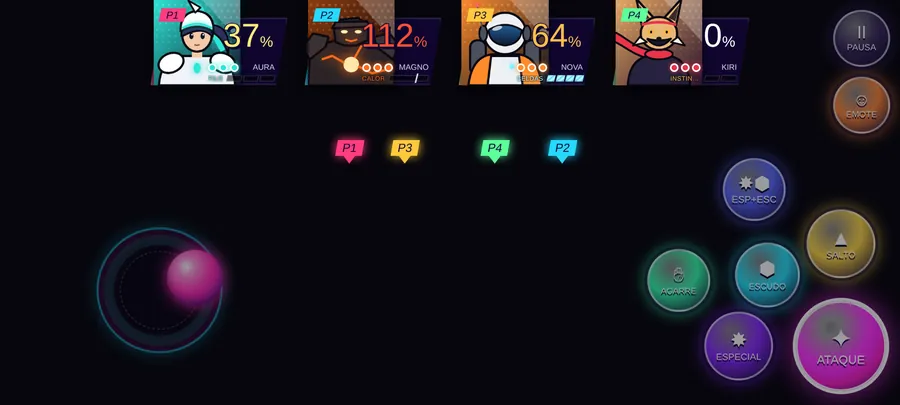 P1
37%
AURA
P2
112%
MAGNO
CALOR
P3
64%
NOVA
CELDAS
P4
0%
KIRI
INSTIN...
PAUSA
EMOTE
P1
P3
P4
P2
ESP+ESC
SALTO
AGARRE
ESCUDO
ESPECIAL
ATAQUE